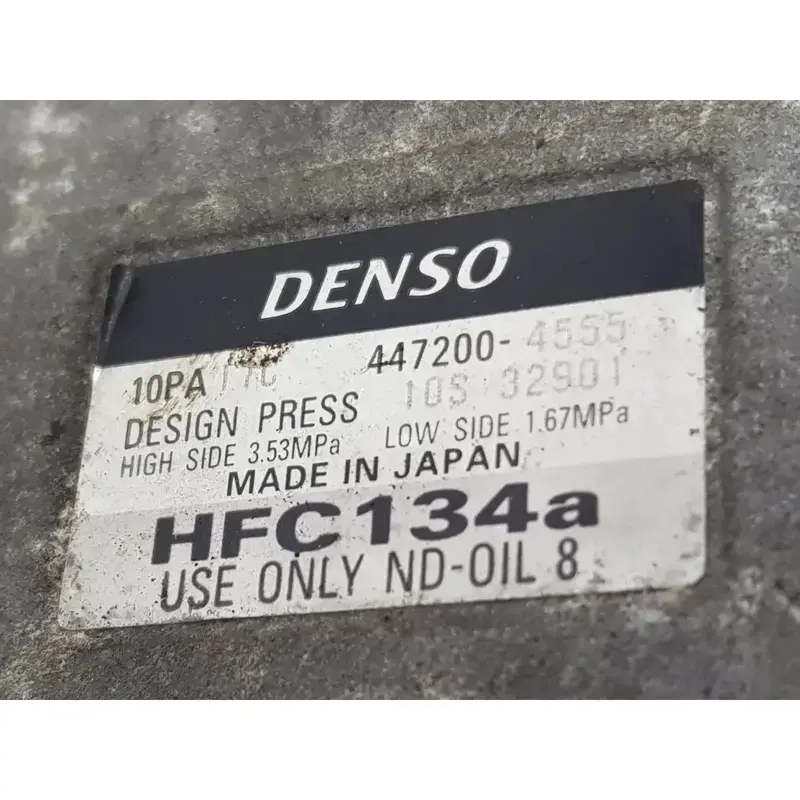 DENSO
10PA17C 447200-4555
DESIGN PRESS 10S 32901
HIGH SIDE 3.53MPa LOW SIDE 1.67MPa
MADE IN JAPAN
HFC134a
USE ONLY ND-OIL 8